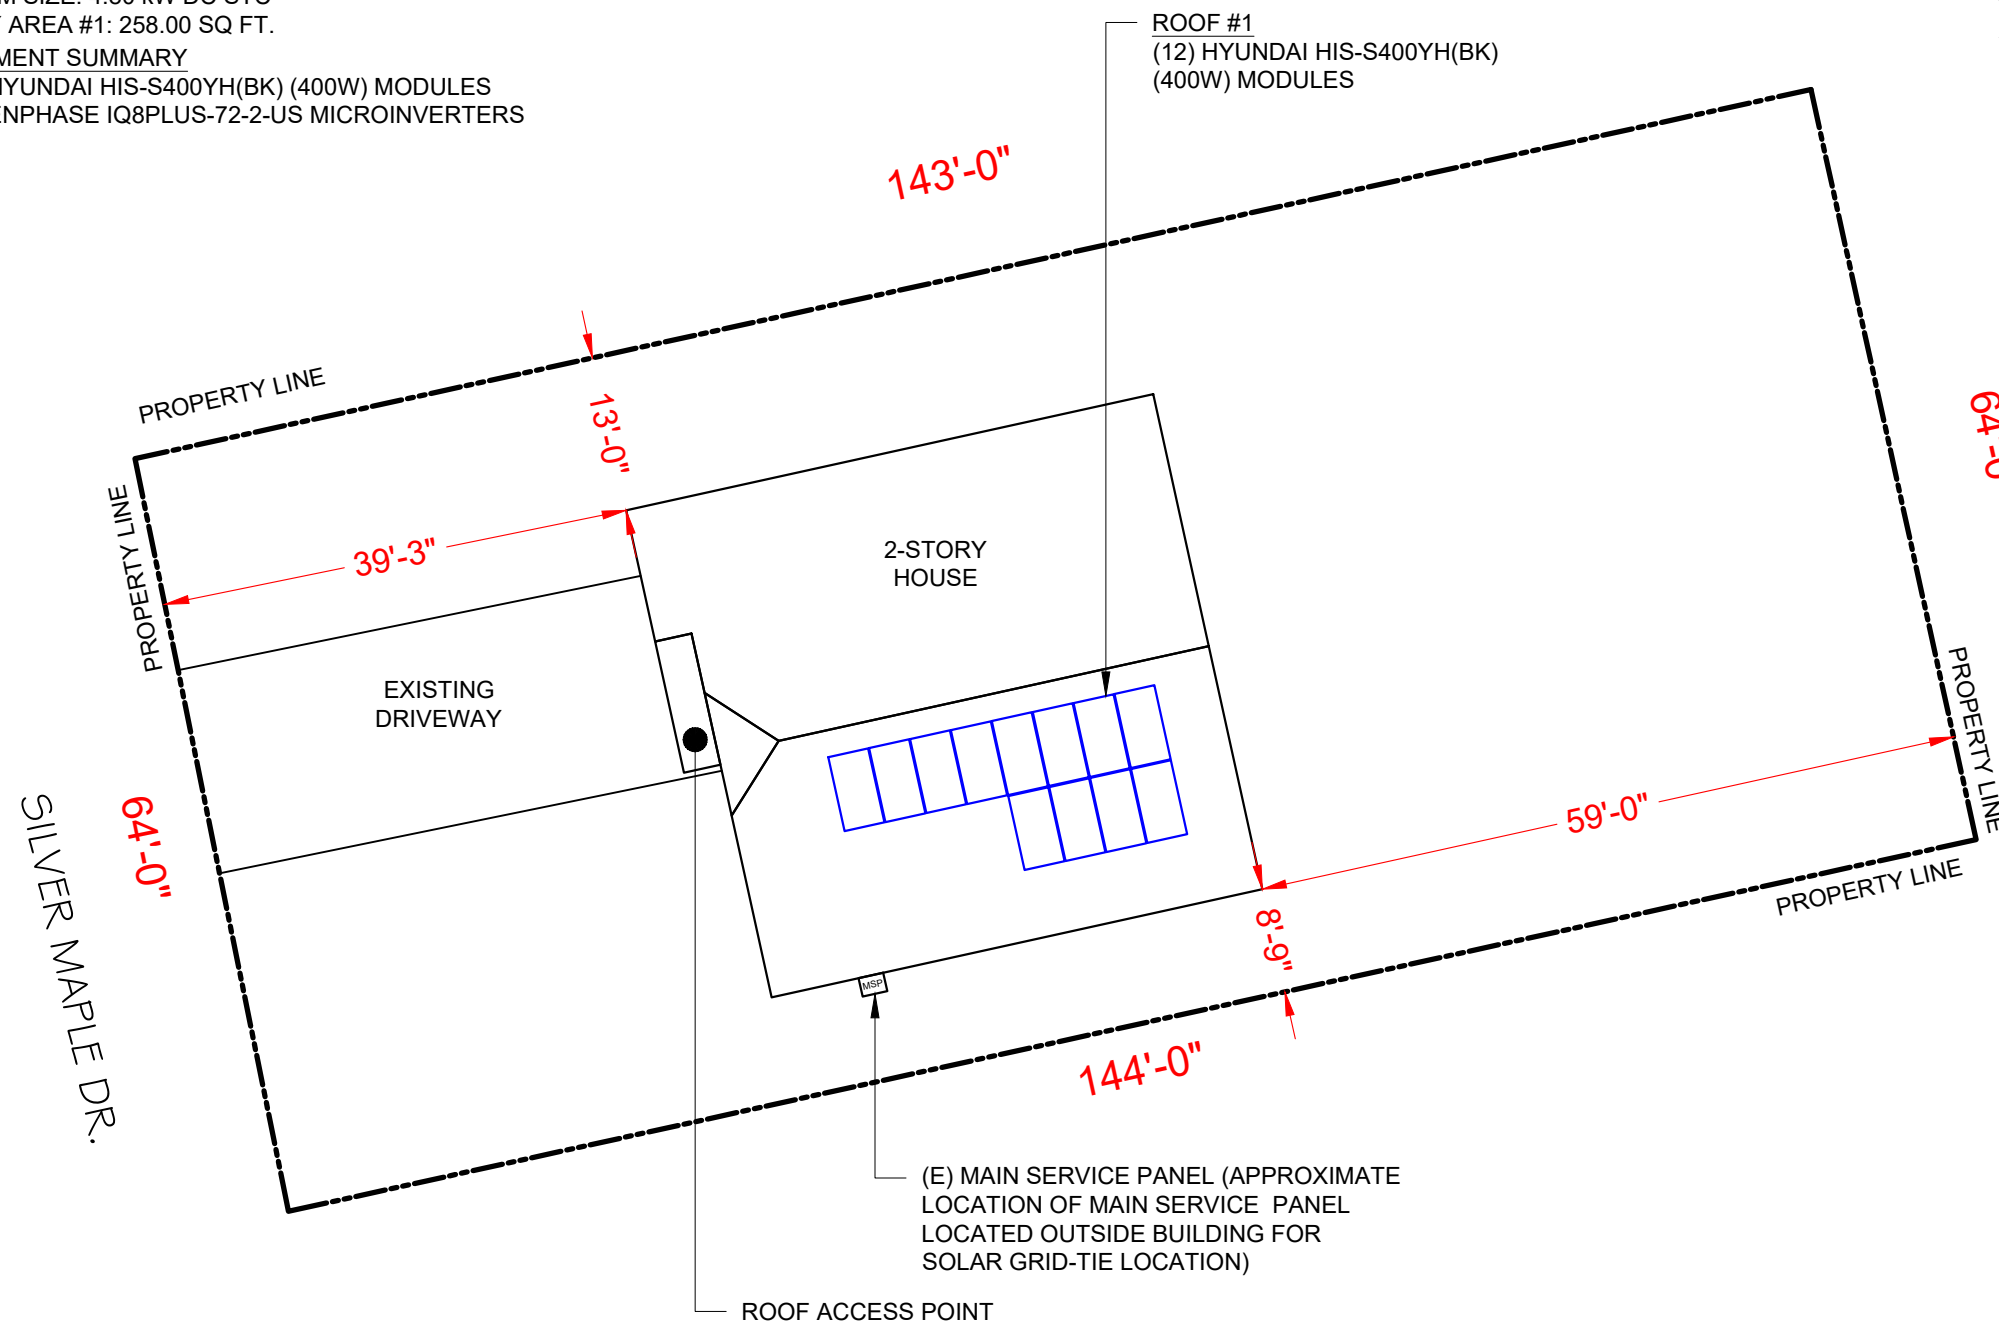 AREA #1: 258.00 SQ FT.
SUMMARY
HYUNDAI HIS-S400YH(BK) (400W) MODULES
ENPHASE IQ8PLUS-72-2-US MICROINVERTERS
ROOF #1
(12) HYUNDAI HIS-S400YH(BK)
(400W) MODULES
143'-0"
PROPERTY LINE
13'-0"
PROPERTY LINE
39'-3"
2-STORY
HOUSE
EXISTING
DRIVEWAY
PROPERTY LINE
59'-0"
64'-0"
SILVER MAPLE DR.
8'-9"
PROPERTY LINE
MSP
144'-0"
(E) MAIN SERVICE PANEL (APPROXIMATE
LOCATION OF MAIN SERVICE PANEL
LOCATED OUTSIDE BUILDING FOR
SOLAR GRID-TIE LOCATION)
ROOF ACCESS POINT